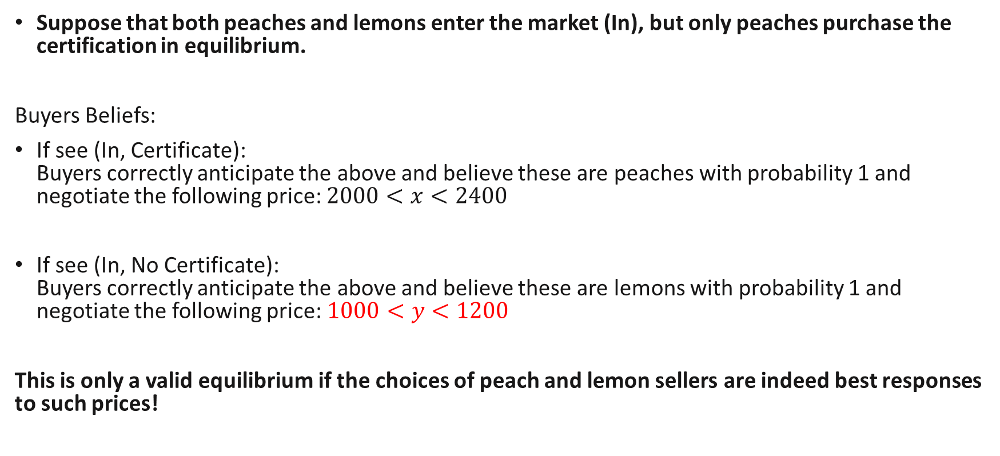 • Suppose that both peaches and lemons enter the market (In), but only peaches purchase the
certification in equilibrium.
Buyers Beliefs:
• If see (In, Certificate):
Buyers correctly anticipate the above and believe these are peaches with probability 1 and
negotiate the following price: 2000 < x < 2400
• If see (In, No Certificate):
Buyers correctly anticipate the above and believe these are lemons with probability 1 and
negotiate the following price: 1000 < y < 1200
This is only a valid equilibrium if the choices of peach and lemon sellers are indeed best responses
to such prices!